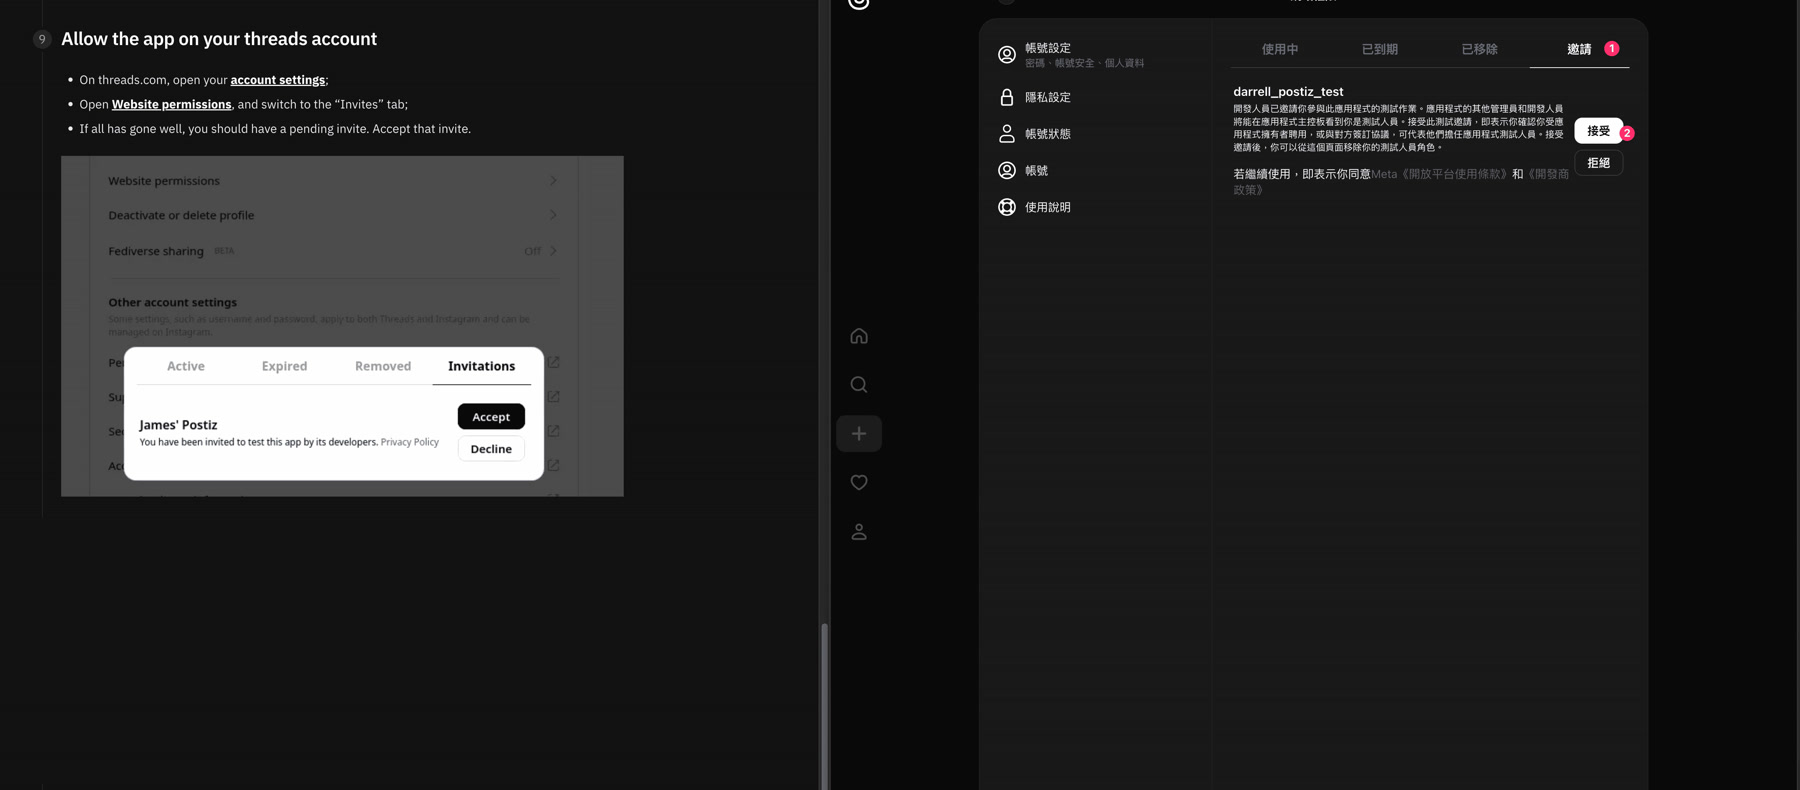 9
Allow the app on your threads account
On threads.com, open your account settings;
Open Website permissions, and switch to the “Invites” tab;
If all has gone well, you should have a pending invite. Accept that invite.
Website permissions
Deactivate or delete profile
Fediverse sharing BETA Off
Other account settings
Some settings, such as username and password, apply to both Threads and Instagram and can be
managed on Instagram.
Active Expired Removed Invitations
James' Postiz
You have been invited to test this app by its developers. Privacy Policy
Accept
Decline
帳號設定
密碼、帳號安全、個人資料
隱私設定
帳號狀態
帳號
使用說明
使用中 已到期 已移除 邀請 1
darrell_postiz_test
開發人員已邀請你參與此應用程式的測試作業。應用程式的其他管理員和開發人員
將能在應用程式主控板看到你是測試人員。接受此測試邀請，即表示你確認你受應
用程式擁有者聘用，或與對方簽訂協議，可代表他們擔任應用程式測試人員。接受
邀請後，你可以從這個頁面移除你的測試人員角色。
接受 2
拒絕
若繼續使用，即表示你同意Meta《開放平台使用條款》和《開發商
政策》